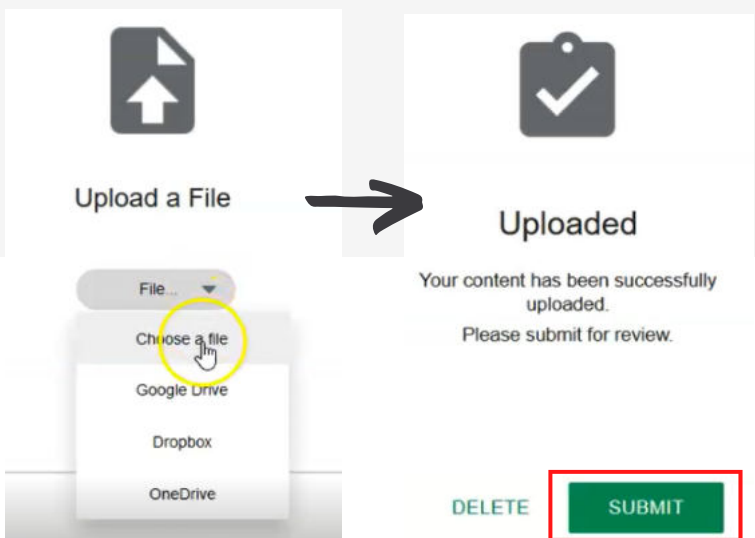 Upload a File
File...
Choose a file
Google Drive
Dropbox
OneDrive
Uploaded
Your content has been successfully
uploaded.
Please submit for review.
DELETE
SUBMIT